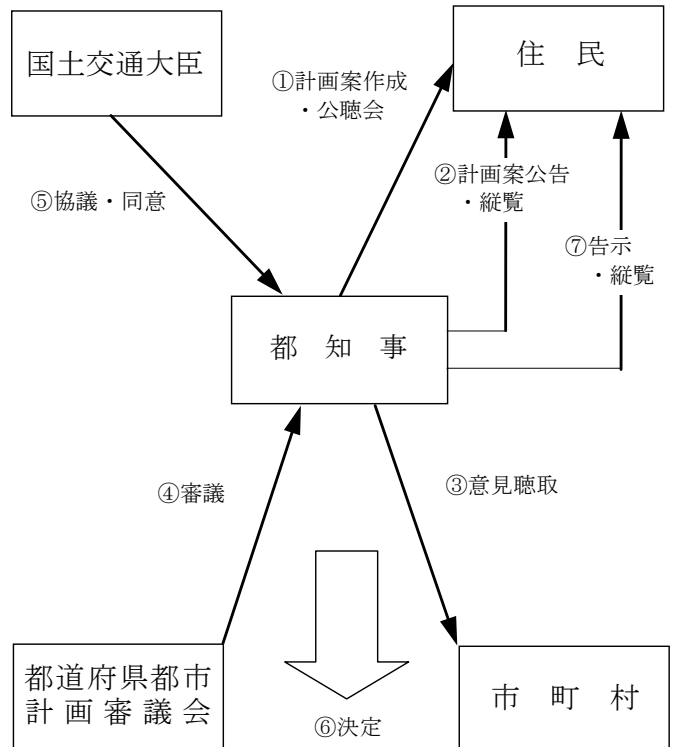 国土交通大臣
住　民
①計画案作成
・公聴会
②計画案公告
・縦覧
⑤協議・同意
⑦告示
・縦覧
都　知　事
④審議
③意見聴取
都道府県都市
計画審議会
市　町　村
⑥決定